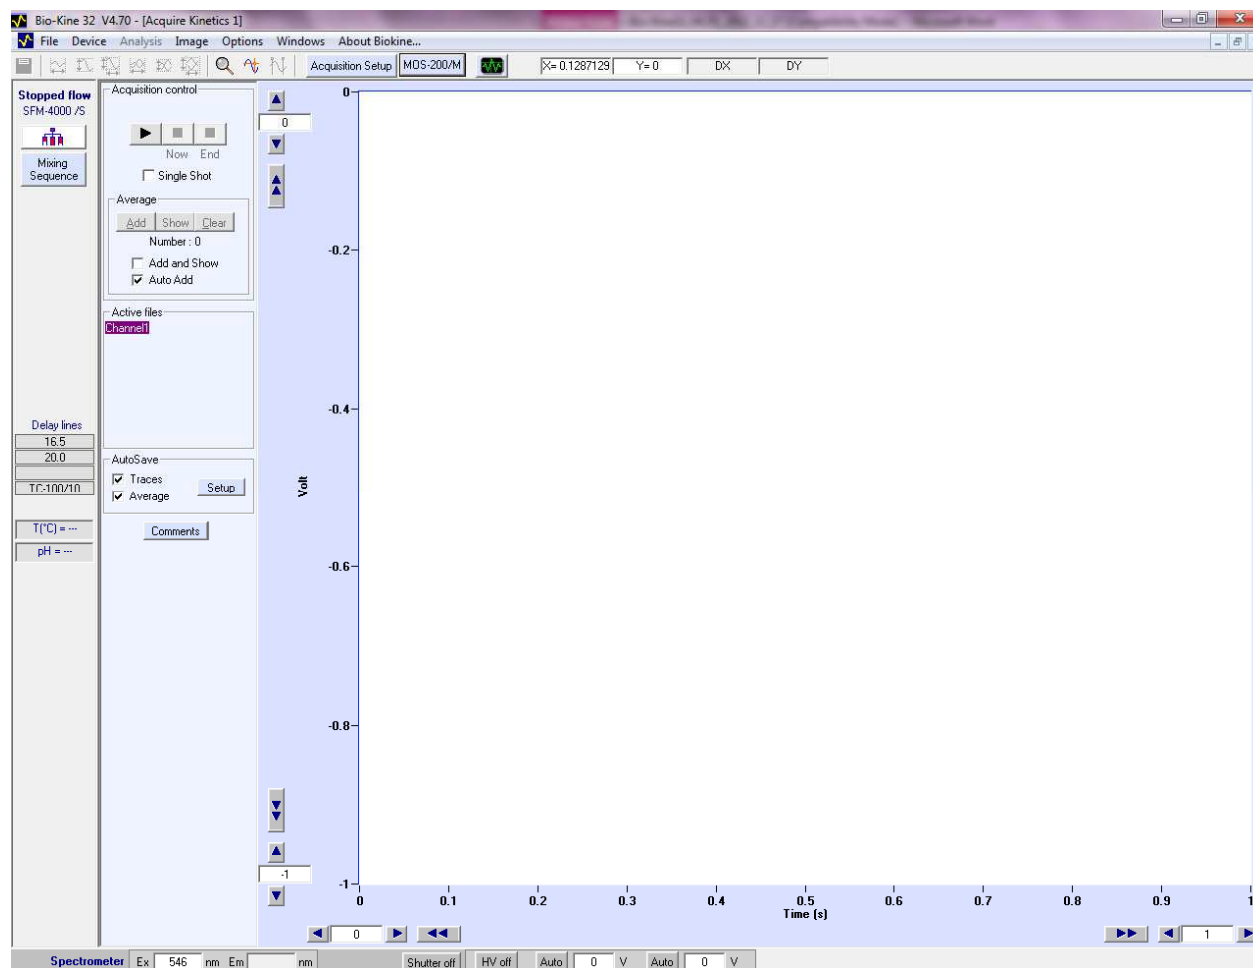 Bio-Kine 32 V4.70 - [Acquire Kinetics 1]
File Device Analysis Image Options Windows About Biokine...
Acquisition Setup MOS-200/M X= 0.1287129 Y= 0 DX DY
Stopped flow
SFM-4000 /S
Mixing
Sequence
Delay lines
16.5
20.0
TC-100/10
T(°C) = ---
pH = ---
Acquisition control
Now End
Single Shot
Average
Add Show Clear
Number : 0
Add and Show
Auto Add
Active files
Channel1
AutoSave
Traces
Average
Setup
Comments
0
-1
Volt
0
-0.2
-0.4
-0.6
-0.8
-1
0 0.1 0.2 0.3 0.4 0.5 0.6 0.7 0.8 0.9 1
Time (s)
0 1
Spectrometer Ex 546 nm Em nm Shutter off HV off Auto 0 V Auto 0 V